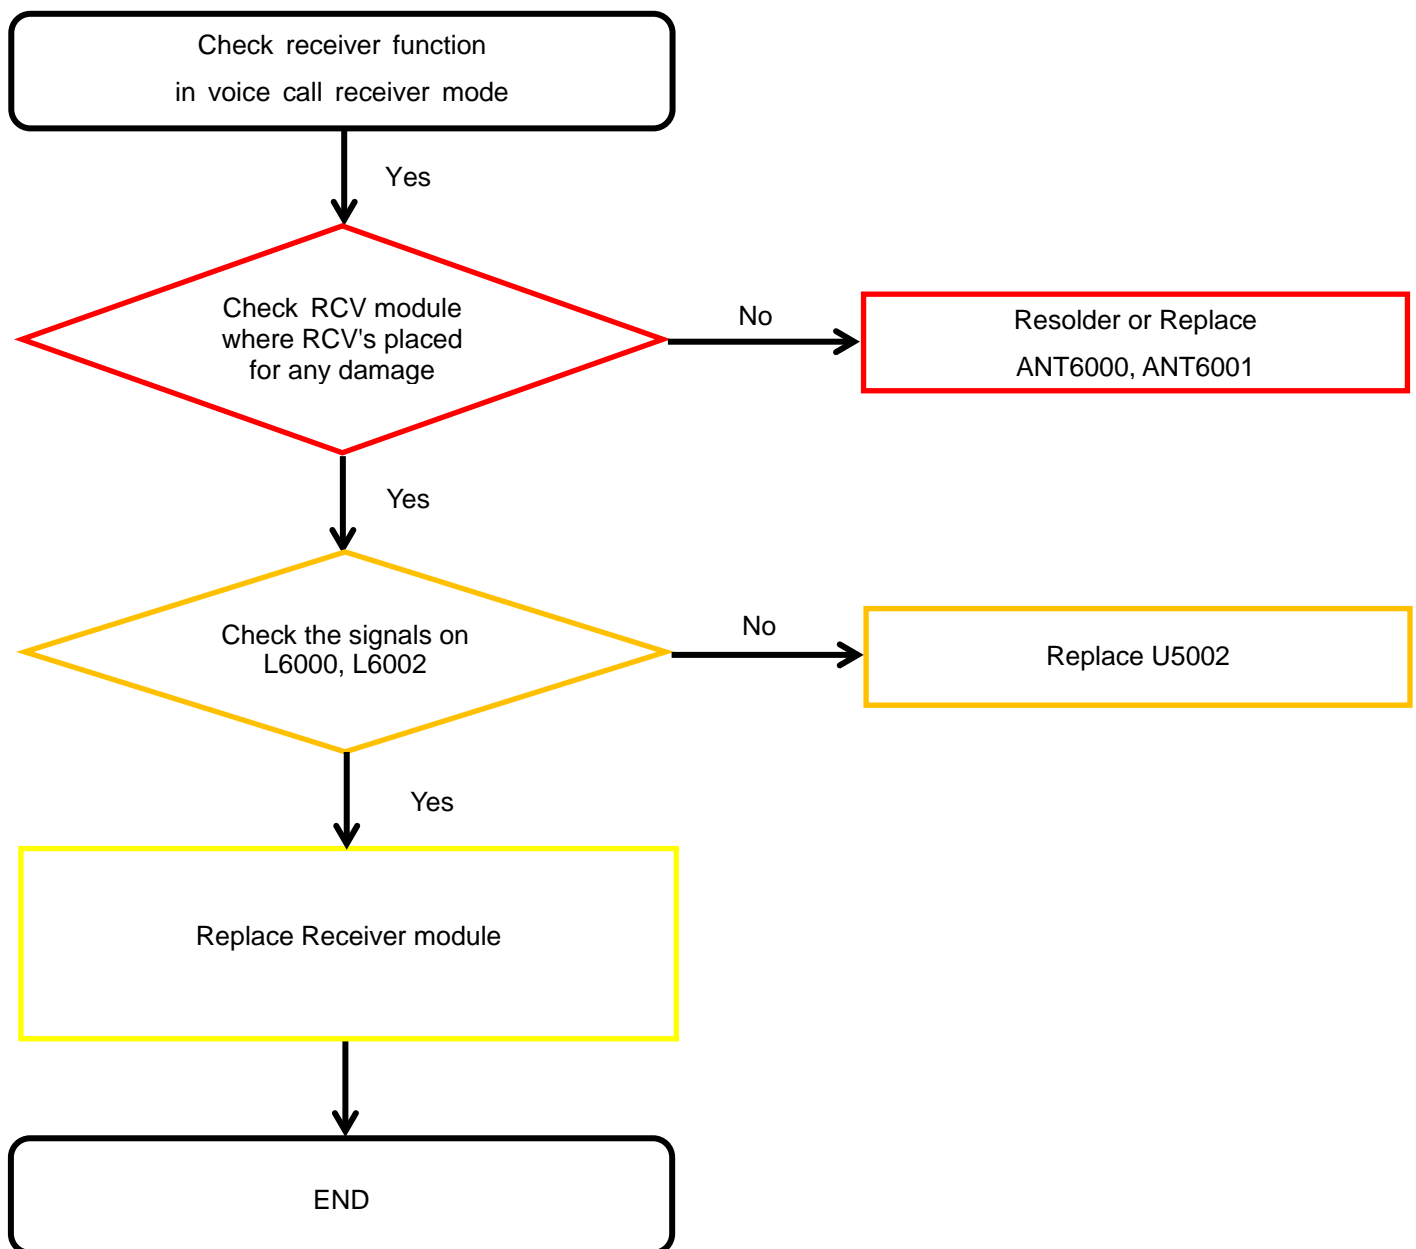 Check receiver function
in voice call receiver mode
Yes
Check RCV module
where RCV's placed
for any damage
No
Resolder or Replace
ANT6000, ANT6001
Yes
Check the signals on
L6000, L6002
No
Replace U5002
Yes
Replace Receiver module
END